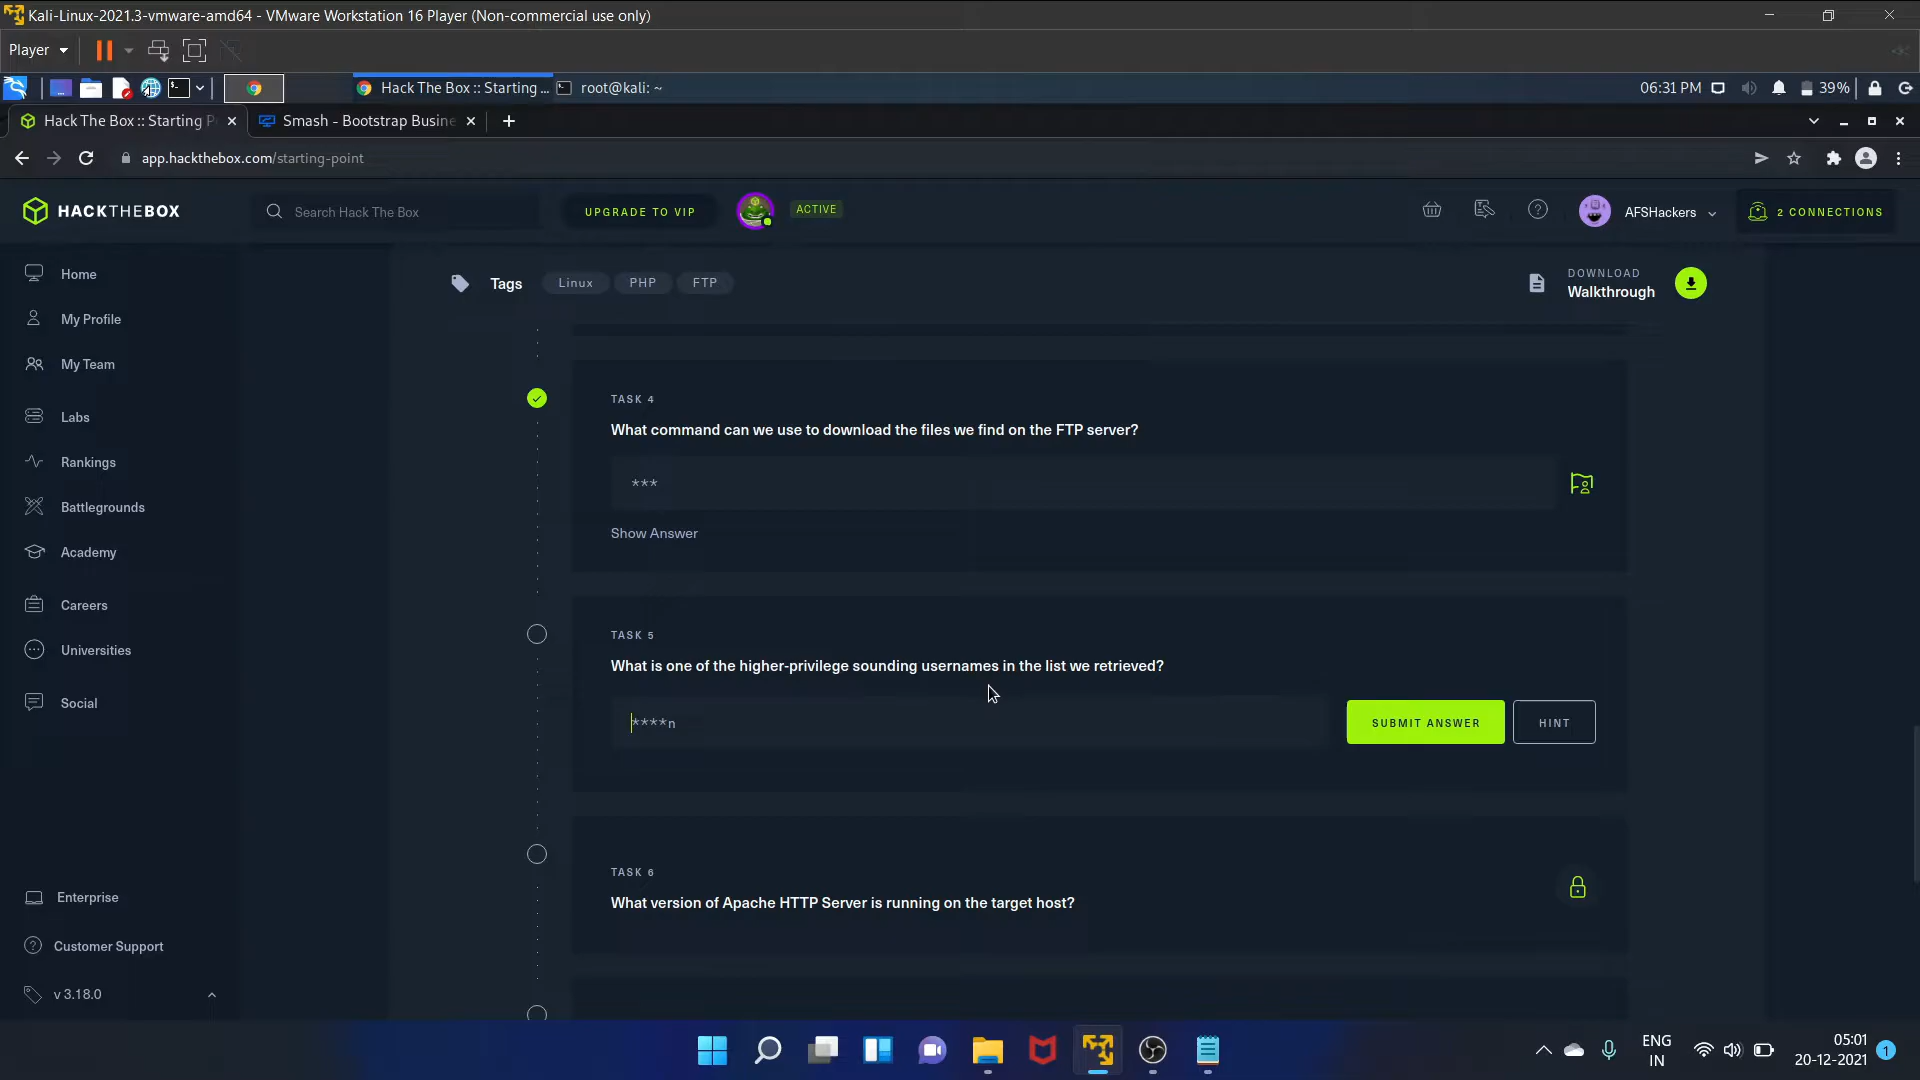 Kali-Linux-2021.3-vmware-amd64 - VMware Workstation 16 Player (Non-commercial use only)
Player
Hack The Box :: Starting ...
root@kali: ~
06:31 PM
39%
Hack The Box :: Starting P
Smash - Bootstrap Busine
app.hackthebox.com/starting-point
HACKTHEBOX
Search Hack The Box
UPGRADE TO VIP
ACTIVE
AFSHackers
2 CONNECTIONS
Home
My Profile
My Team
Labs
Rankings
Battlegrounds
Academy
Careers
Universities
Social
Enterprise
Customer Support
v 3.18.0
Tags
Linux
PHP
FTP
DOWNLOAD
Walkthrough
TASK 4
What command can we use to download the files we find on the FTP server?
***
Show Answer
TASK 5
What is one of the higher-privilege sounding usernames in the list we retrieved?
****n
SUBMIT ANSWER
HINT
TASK 6
What version of Apache HTTP Server is running on the target host?
ENG
IN
05:01
20-12-2021
1